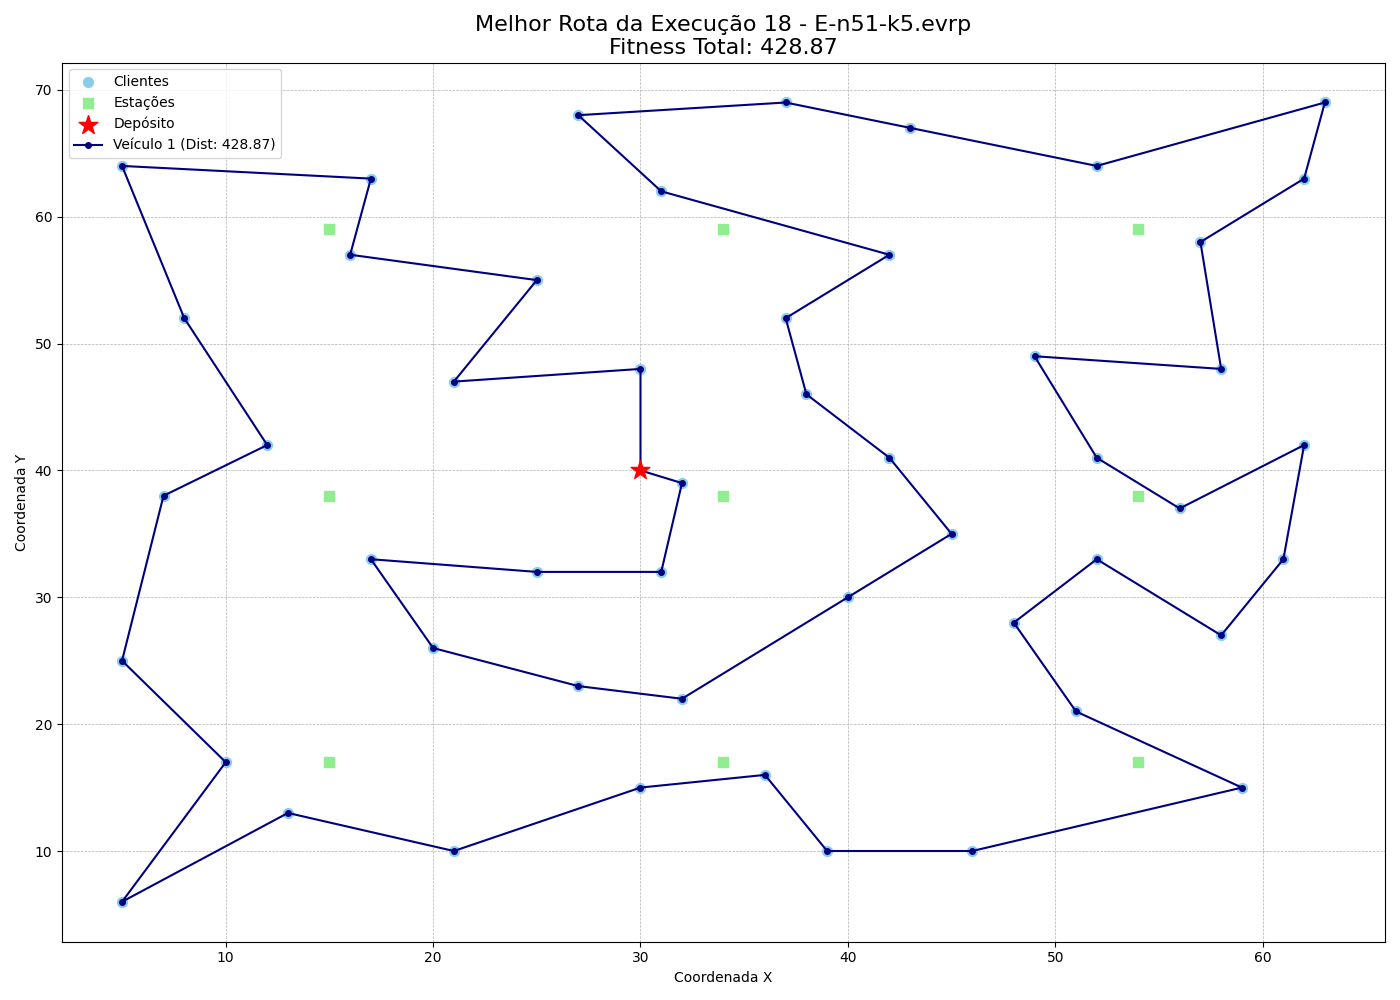 Melhor Rota da Execução 18 - E-n51-k5.evrp
Fitness Total: 428.87
Clientes
Estações
Depósito
Veículo 1 (Dist: 428.87)
70
60
50
40
30
20
10
Coordenada Y
10
20
30
40
50
60
Coordenada X